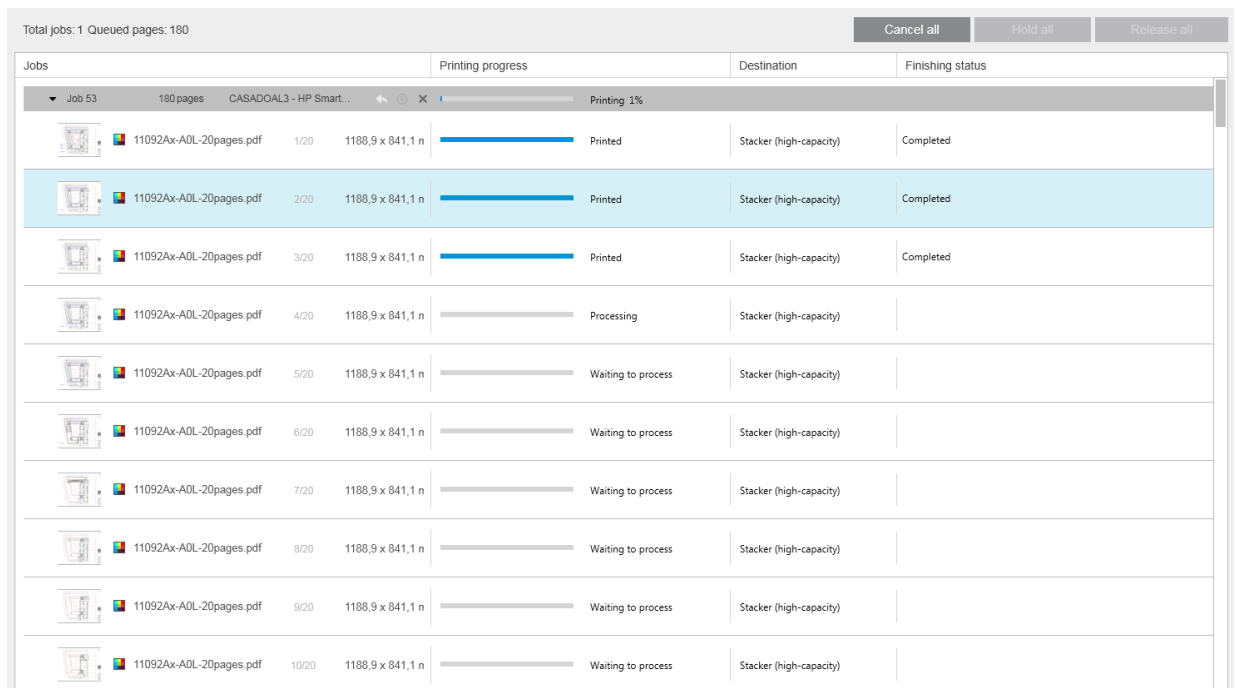 Total jobs: 1 Queued pages: 180 Cancel all Hold all Release all
Jobs Printing progress Destination Finishing status
Job 53 180 pages CASADOAL3 - HP Smart... Printing 1%
11092Ax-A0L-20pages.pdf 1/20 1188,9 x 841,1 n Printed Stacker (high-capacity) Completed
11092Ax-A0L-20pages.pdf 2/20 1188,9 x 841,1 n Printed Stacker (high-capacity) Completed
11092Ax-A0L-20pages.pdf 3/20 1188,9 x 841,1 n Printed Stacker (high-capacity) Completed
11092Ax-A0L-20pages.pdf 4/20 1188,9 x 841,1 n Processing Stacker (high-capacity)
11092Ax-A0L-20pages.pdf 5/20 1188,9 x 841,1 n Waiting to process Stacker (high-capacity)
11092Ax-A0L-20pages.pdf 6/20 1188,9 x 841,1 n Waiting to process Stacker (high-capacity)
11092Ax-A0L-20pages.pdf 7/20 1188,9 x 841,1 n Waiting to process Stacker (high-capacity)
11092Ax-A0L-20pages.pdf 8/20 1188,9 x 841,1 n Waiting to process Stacker (high-capacity)
11092Ax-A0L-20pages.pdf 9/20 1188,9 x 841,1 n Waiting to process Stacker (high-capacity)
11092Ax-A0L-20pages.pdf 10/20 1188,9 x 841,1 n Waiting to process Stacker (high-capacity)